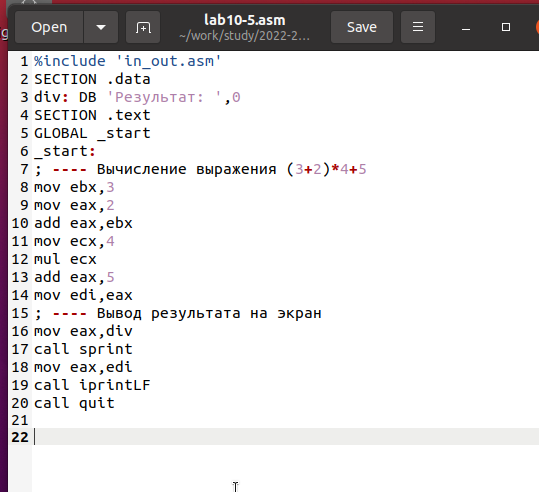 Open
lab10-5.asm
~/work/study/2022-2...
Save
1 %include 'in_out.asm'
2 SECTION .data
3 div: DB 'Результат: ',0
4 SECTION .text
5 GLOBAL _start
6 _start:
7 ; ---- Вычисление выражения (3+2)*4+5
8 mov ebx,3
9 mov eax,2
10 add eax,ebx
11 mov ecx,4
12 mul ecx
13 add eax,5
14 mov edi,eax
15 ; ---- Вывод результата на экран
16 mov eax,div
17 call sprint
18 mov eax,edi
19 call iprintLF
20 call quit
21
22